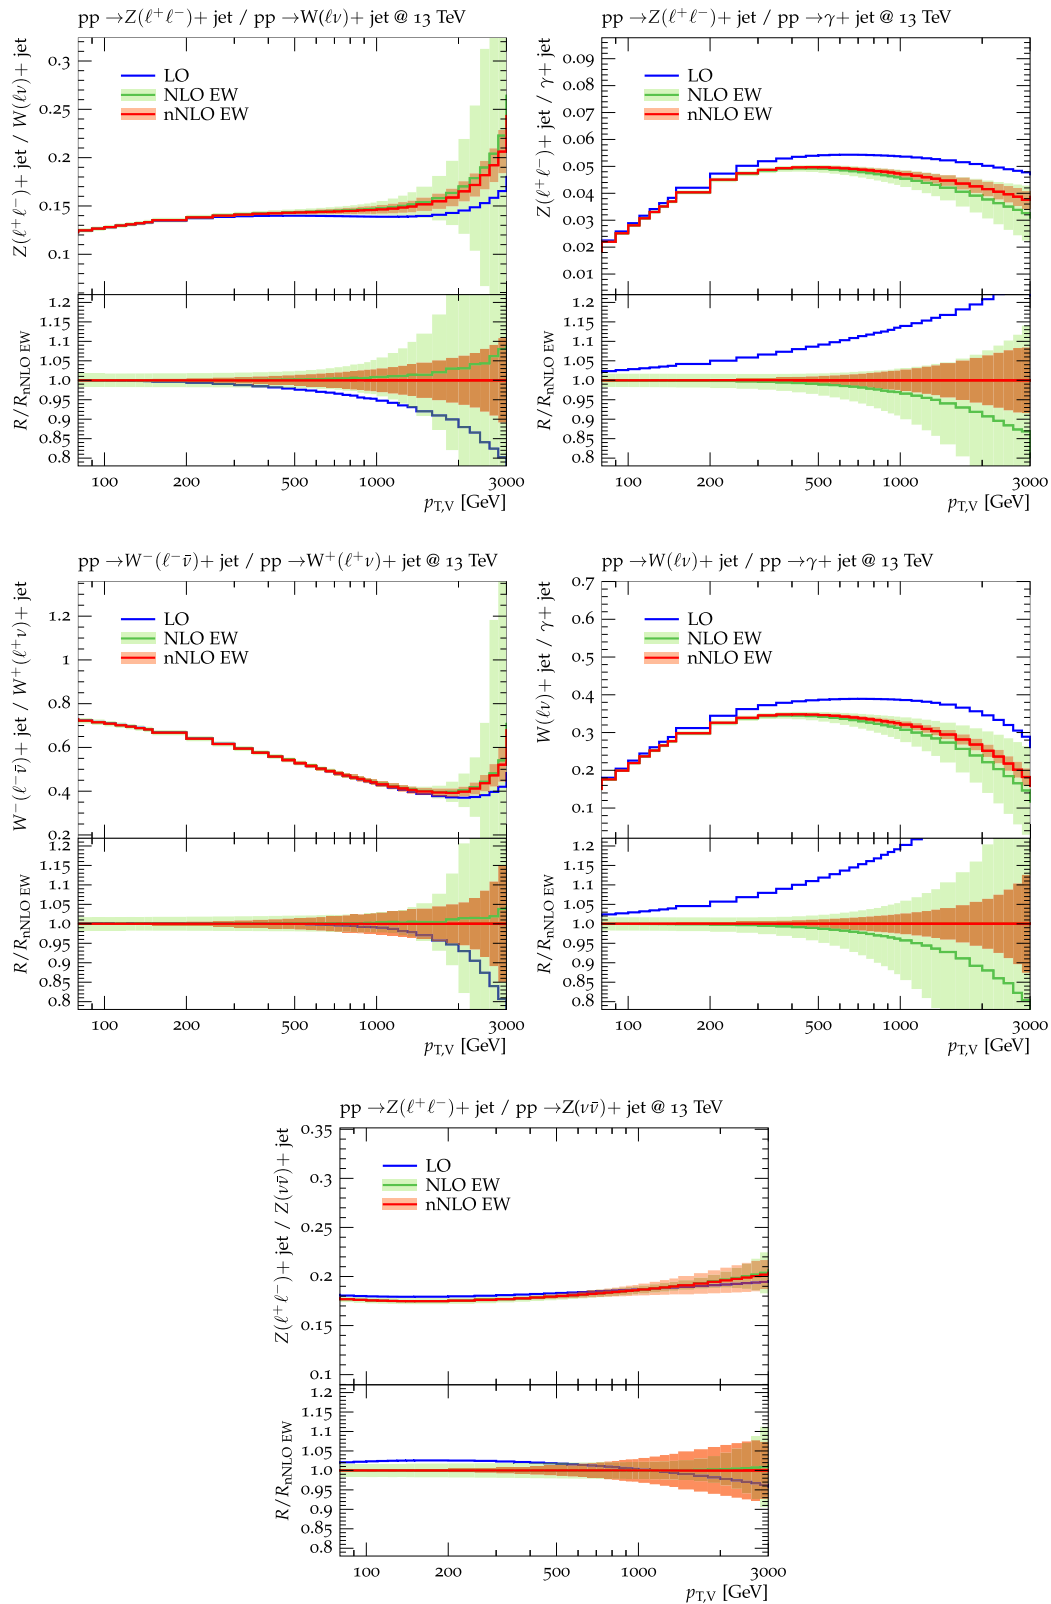 pp →Z(ℓ⁺ℓ⁻)+ jet / pp →W(ℓν)+ jet @ 13 TeV
Z(ℓ⁺ℓ⁻)+ jet / W(ℓν)+ jet
0.3
0.25
0.2
0.15
0.1
LO
NLO EW
nNLO EW
R/R_nNLO EW
1.2
1.15
1.1
1.05
1.0
0.95
0.9
0.85
0.8
100 200 500 1000 3000
p_T,V [GeV]
pp →Z(ℓ⁺ℓ⁻)+ jet / pp →γ+ jet @ 13 TeV
Z(ℓ⁺ℓ⁻)+ jet / γ+ jet
0.09
0.08
0.07
0.06
0.05
0.04
0.03
0.02
0.01
LO
NLO EW
nNLO EW
R/R_nNLO EW
1.2
1.15
1.1
1.05
1.0
0.95
0.9
0.85
0.8
100 200 500 1000 3000
p_T,V [GeV]
pp →W⁻(ℓ⁻ν̄)+ jet / pp →W⁺(ℓ⁺ν)+ jet @ 13 TeV
W⁻(ℓ⁻ν̄)+ jet / W⁺(ℓ⁺ν)+ jet
1.2
1
0.8
0.6
0.4
0.2
LO
NLO EW
nNLO EW
R/R_nNLO EW
1.2
1.15
1.1
1.05
1.0
0.95
0.9
0.85
0.8
100 200 500 1000 3000
p_T,V [GeV]
pp →W(ℓν)+ jet / pp →γ+ jet @ 13 TeV
W(ℓν)+ jet / γ+ jet
0.7
0.6
0.5
0.4
0.3
0.2
0.1
LO
NLO EW
nNLO EW
R/R_nNLO EW
1.2
1.15
1.1
1.05
1.0
0.95
0.9
0.85
0.8
100 200 500 1000 3000
p_T,V [GeV]
pp →Z(ℓ⁺ℓ⁻)+ jet / pp →Z(νν̄)+ jet @ 13 TeV
Z(ℓ⁺ℓ⁻)+ jet / Z(νν̄)+ jet
0.35
0.3
0.25
0.2
0.15
0.1
LO
NLO EW
nNLO EW
R/R_nNLO EW
1.2
1.15
1.1
1.05
1.0
0.95
0.9
0.85
0.8
100 200 500 1000 3000
p_T,V [GeV]